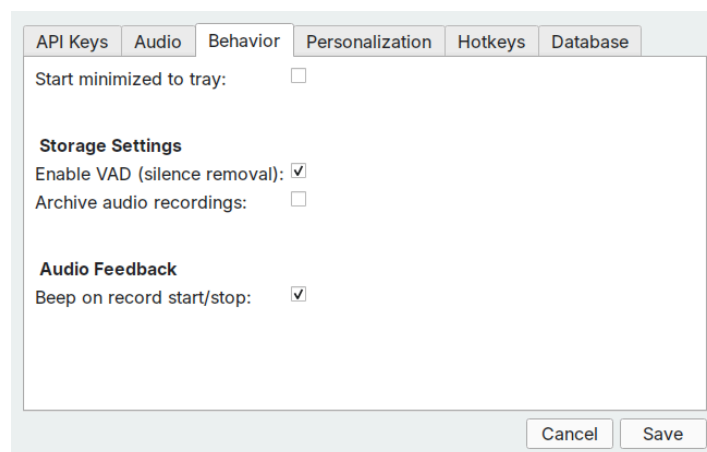 API Keys Audio Behavior Personalization Hotkeys Database
Start minimized to tray:
Storage Settings
Enable VAD (silence removal):
Archive audio recordings:
Audio Feedback
Beep on record start/stop:
Cancel Save